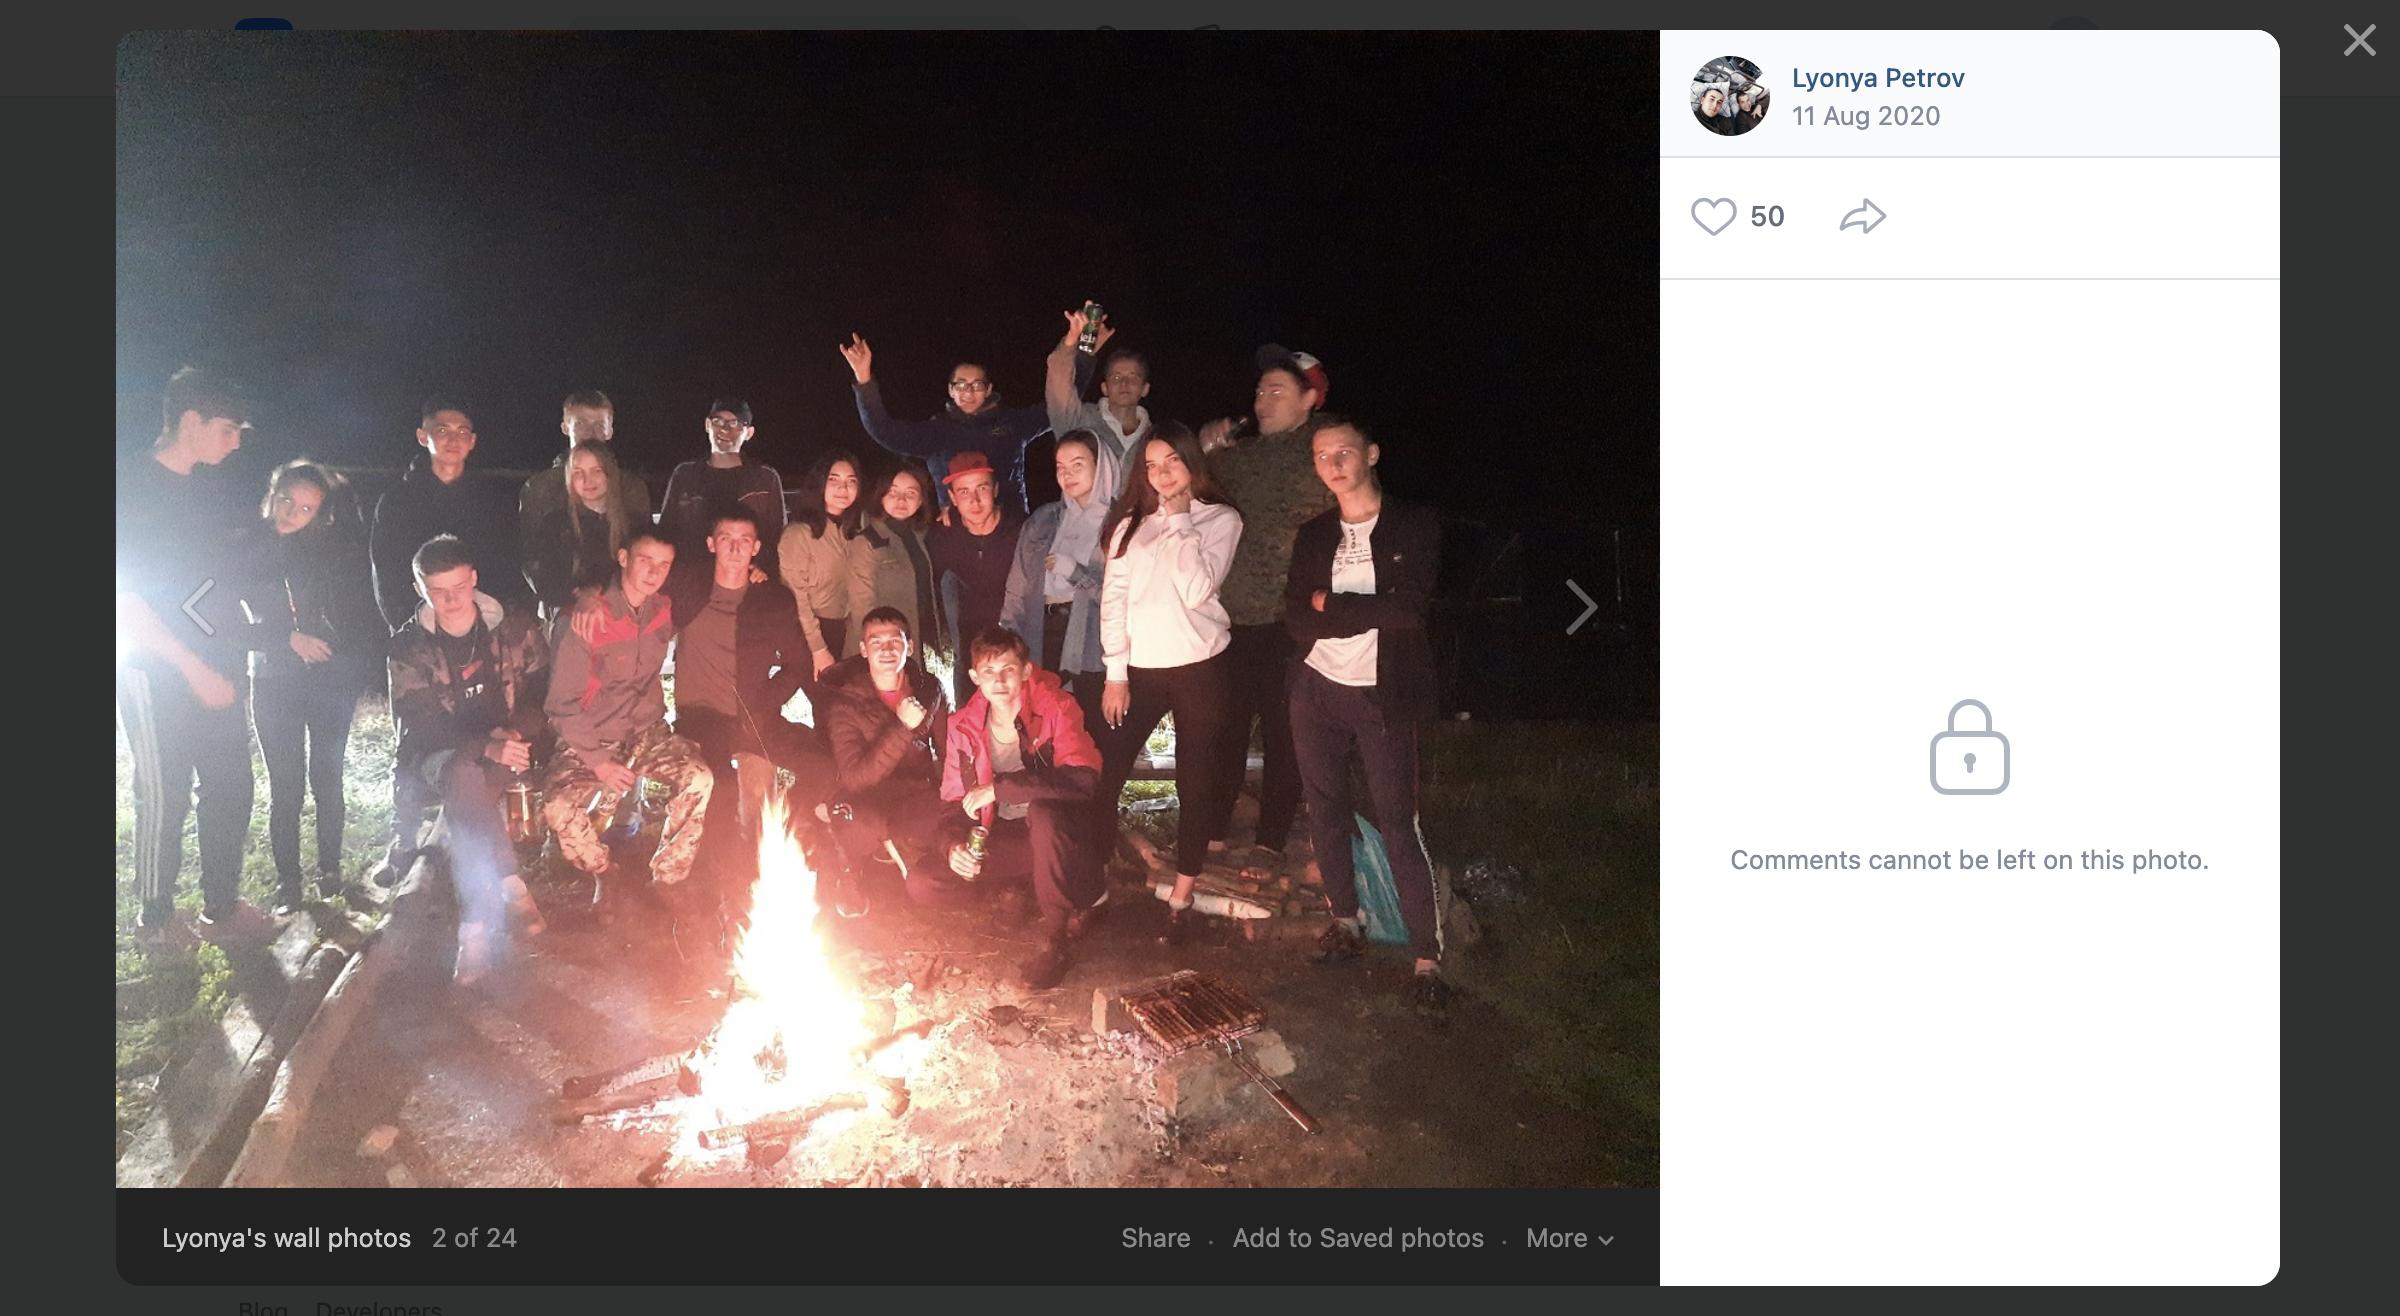 Lyonya Petrov
11 Aug 2020
50
Comments cannot be left on this photo.
Lyonya's wall photos 2 of 24
Share · Add to Saved photos · More
Blog Developers